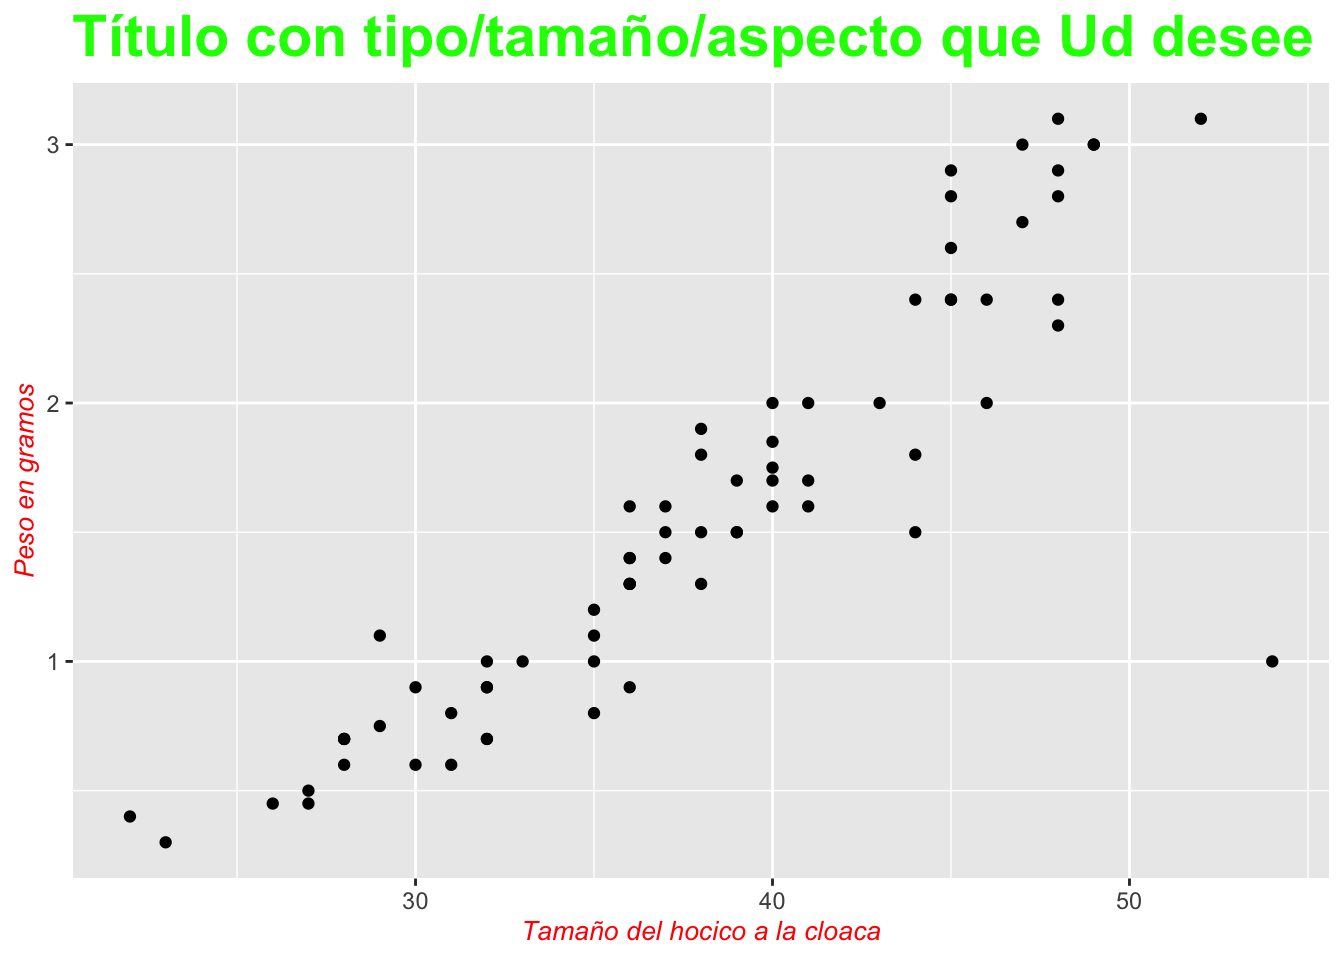 Título con tipo/tamaño/aspecto que Ud desee
3
2
1
Peso en gramos
30 40 50
Tamaño del hocico a la cloaca